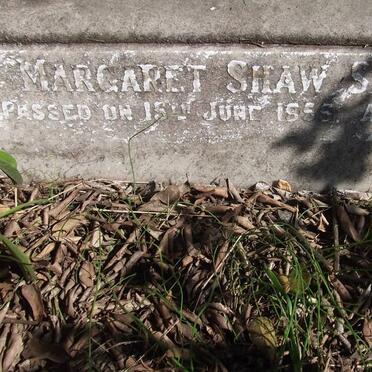 MARGARET SHAW S
PASSED ON 15TH JUNE A